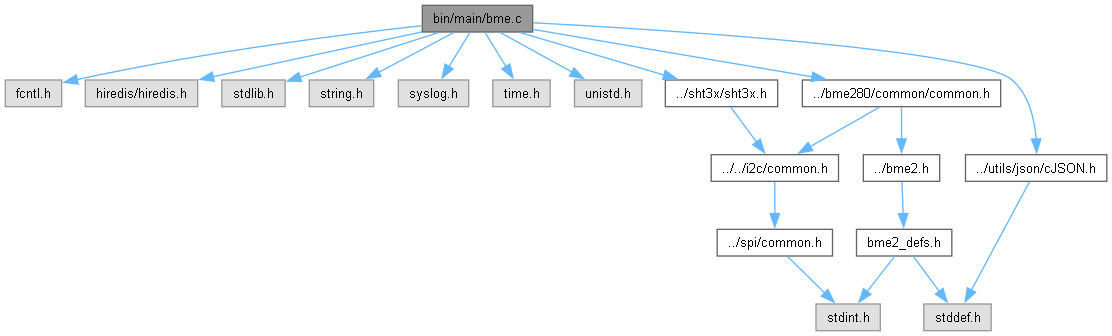 bin/main/bme.c
fcntl.h
hiredis/hiredis.h
stdlib.h
string.h
syslog.h
time.h
unistd.h
../sht3x/sht3x.h
../bme280/common/common.h
../../i2c/common.h
../bme2.h
../utils/json/cJSON.h
../spi/common.h
bme2_defs.h
stdint.h
stddef.h